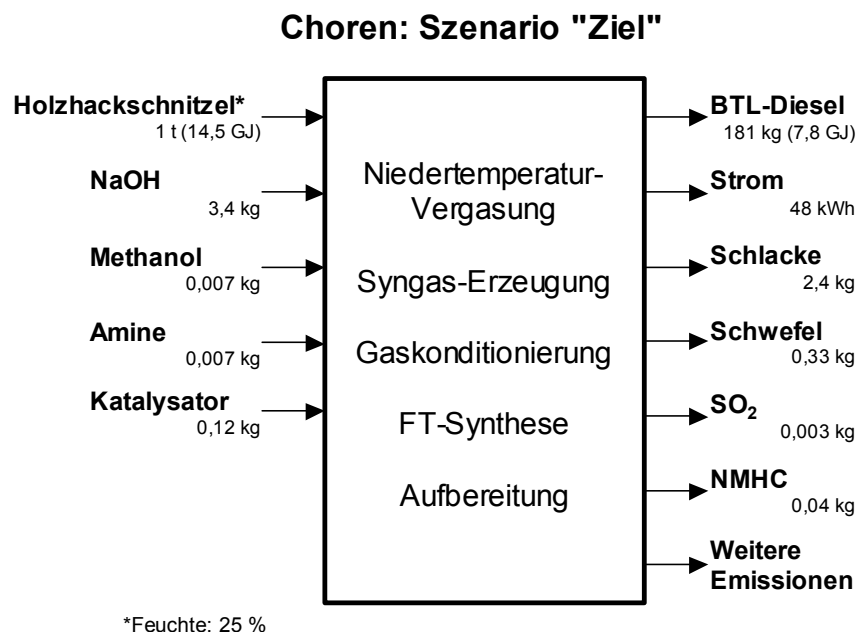 Choren: Szenario "Ziel"
Holzhackschnitzel*
1 t (14,5 GJ)
NaOH
3,4 kg
Methanol
0,007 kg
Amine
0,007 kg
Katalysator
0,12 kg
Niedertemperatur-
Vergasung
Syngas-Erzeugung
Gaskonditionierung
FT-Synthese
Aufbereitung
BTL-Diesel
181 kg (7,8 GJ)
Strom
48 kWh
Schlacke
2,4 kg
Schwefel
0,33 kg
SO₂
0,003 kg
NMHC
0,04 kg
Weitere
Emissionen
*Feuchte: 25 %